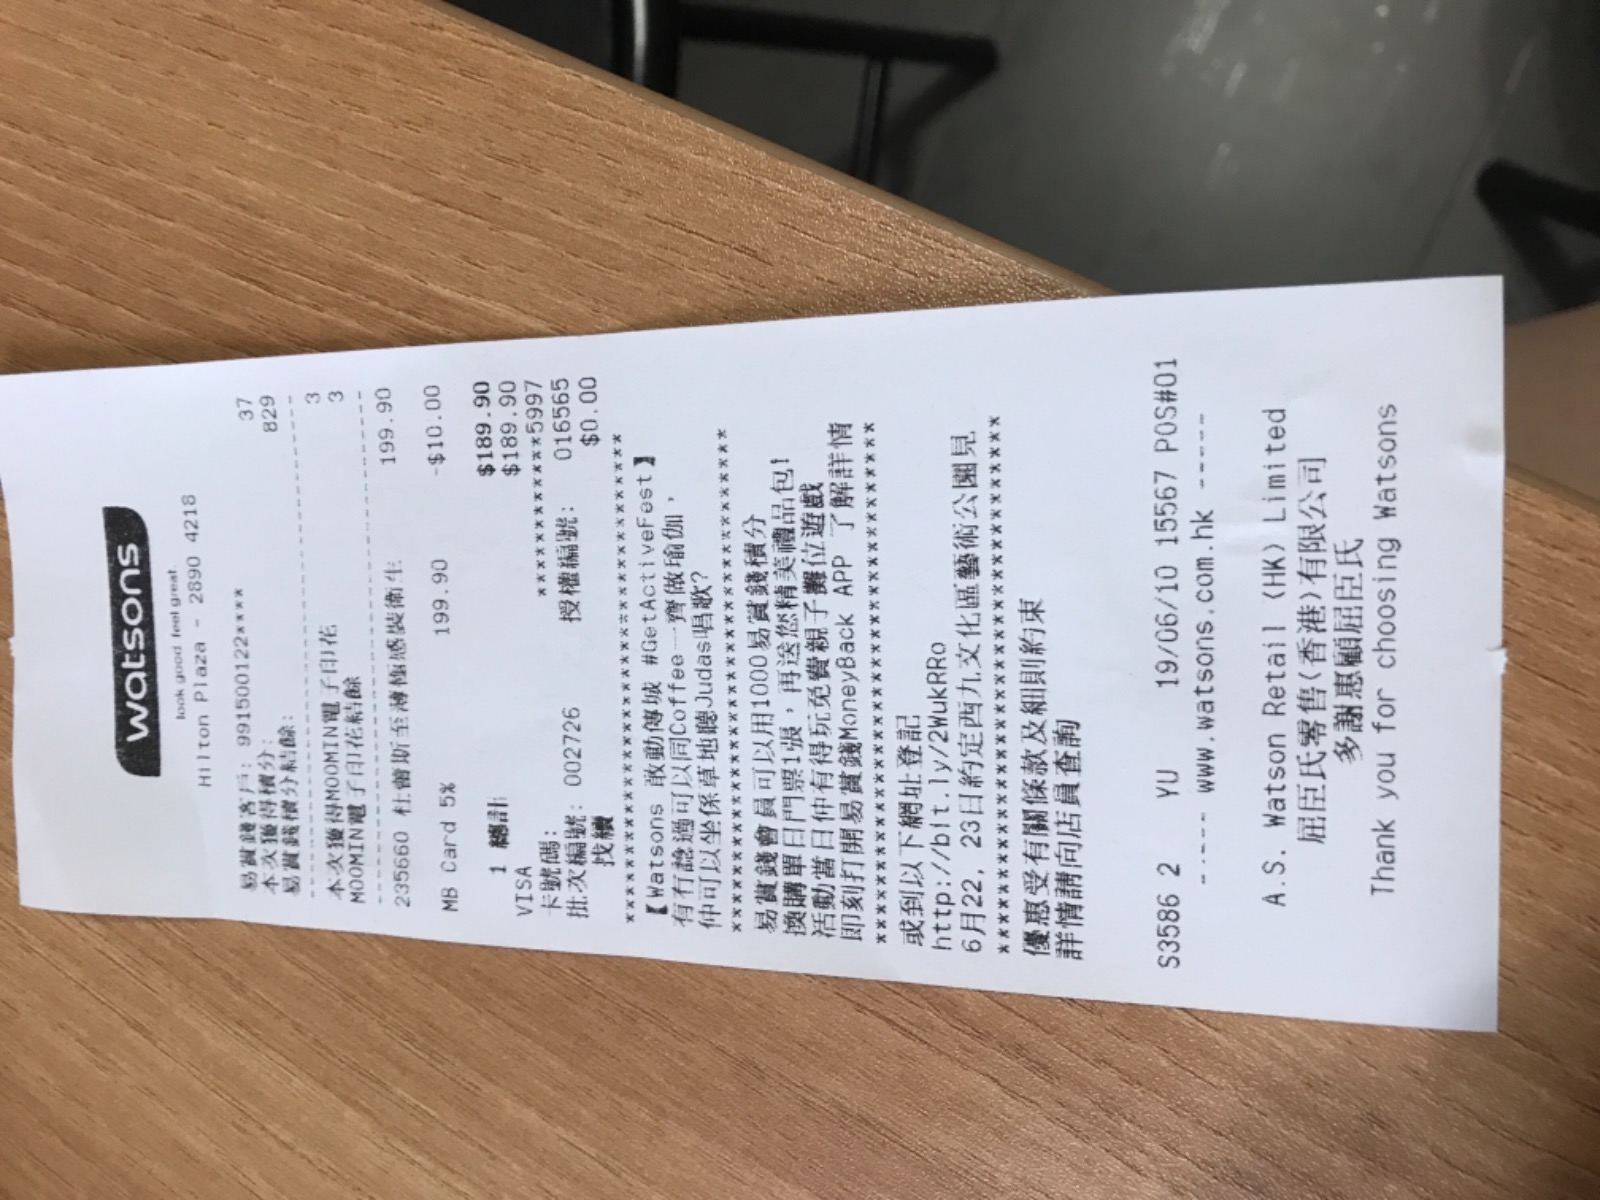 watsons
look good. feel great.
Hilton Plaza - 2890 4218
易賞錢客戶: 991500122****
本次獲得積分: 37
易賞錢積分結餘: 829
本次獲得MOOMIN電子印花 3
MOOMIN電子印花結餘 3
235660 杜蕾斯至薄極感裝衛生 199.90
MB Card 5% 199.90 -$10.00
1 總計 $189.90
VISA $189.90
卡號碼: ************5997
批次編號: 002726 授權編號: 016565
找續 $0.00
************************************
【Watsons 敢動傳城 #GetActiveFest】
有冇諗過可以同Coffee一齊做瑜伽，
仲可以坐係草地聽Judas唱歌?
************************************
易賞錢會員可以用1000易賞錢積分
換購單日門票1張，再送您精美禮品包!
活動當日仲有得玩免費親子攤位遊戲
即刻打開易賞錢MoneyBack APP 了解詳情
************************************
或到以下網址登記
http://bit.ly/2WukRRo
6月22, 23日約定西九文化區藝術公園見
************************************
優惠受有關條款及細則約束
詳情請向店員查詢
S3586 2 YU 19/06/10 15567 POS#01
----- www.watsons.com.hk -----
A.S. Watson Retail (HK) Limited
屈臣氏零售(香港)有限公司
多謝惠顧屈臣氏
Thank you for choosing Watsons